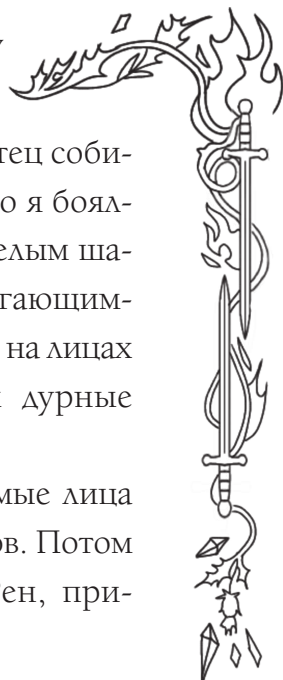 тец соби-
о я боял-
елым ша-
гающим-
на лицах
дурные
мые лица
ов. Потом
ен, при-